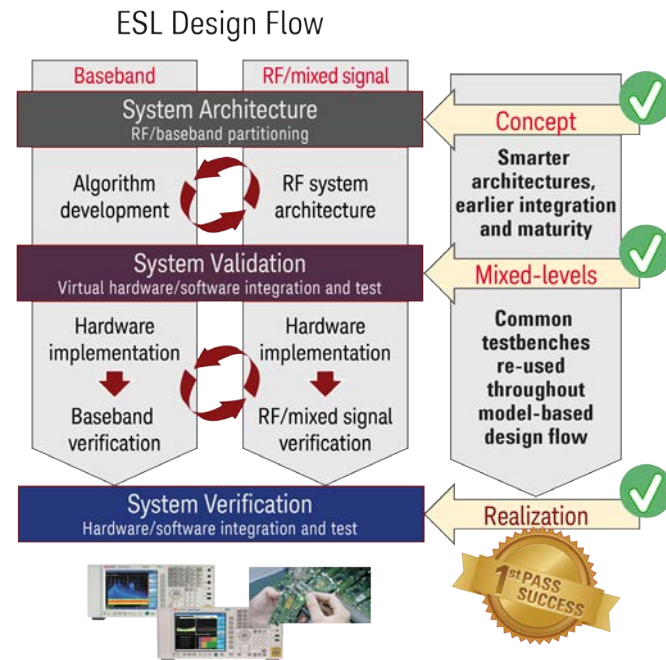 ESL Design Flow
Baseband
RF/mixed signal
System Architecture
RF/baseband partitioning
Concept
Algorithm
development
RF system
architecture
Smarter
architectures,
earlier integration
and maturity
System Validation
Virtual hardware/software integration and test
Mixed-levels
Hardware
implementation
Hardware
implementation
Baseband
verification
RF/mixed signal
verification
Common
testbenches
re-used
throughout
model-based
design flow
System Verification
Hardware/software integration and test
Realization
1st PASS
SUCCESS